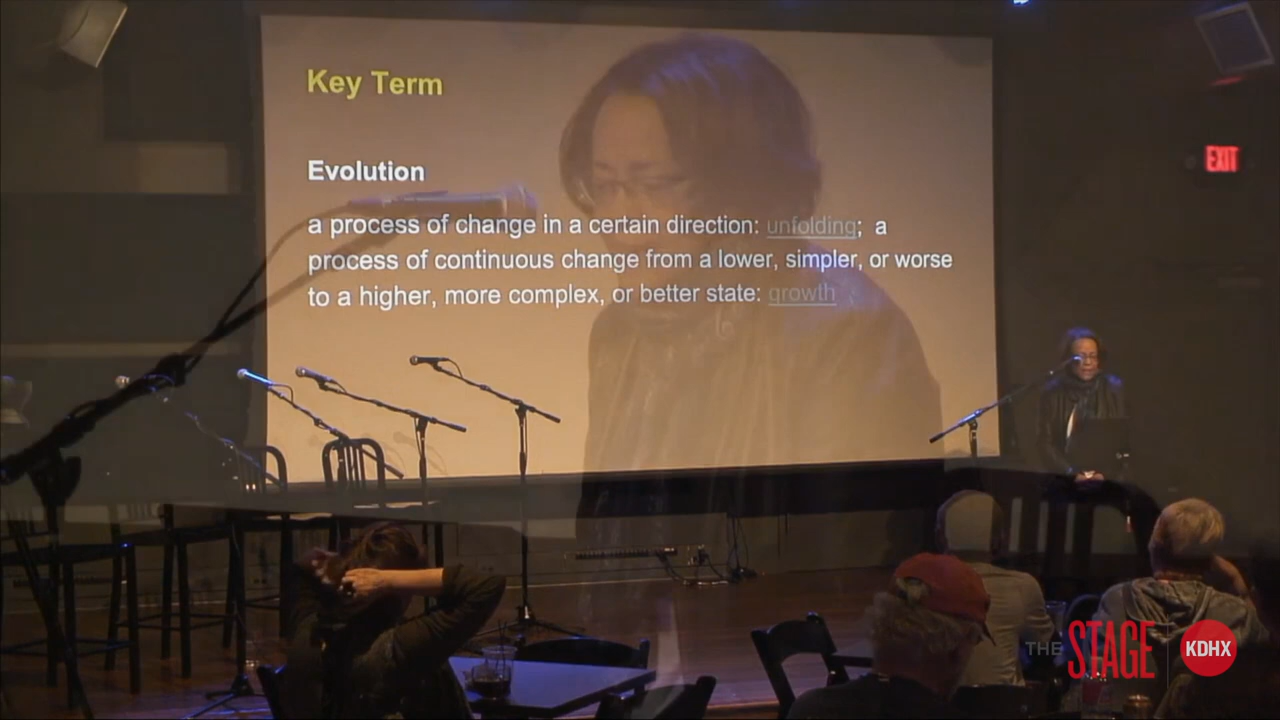 Key Term
Evolution
a process of change in a certain direction: unfolding; a
process of continuous change from a lower, simpler, or worse
to a higher, more complex, or better state: growth
EXIT
THE STAGE KDHX